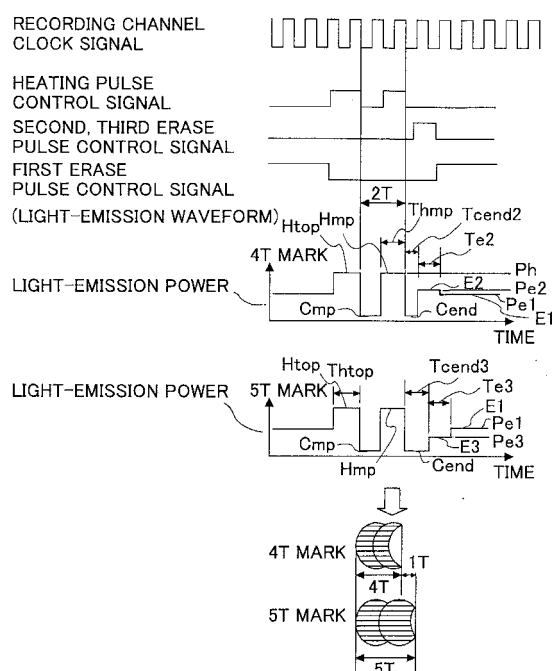 RECORDING CHANNEL
CLOCK SIGNAL
HEATING PULSE
CONTROL SIGNAL
SECOND, THIRD ERASE
PULSE CONTROL SIGNAL
FIRST ERASE
PULSE CONTROL SIGNAL
2T
(LIGHT-EMISSION WAVEFORM)
Thmp
Tcend2
Htop
Hmp
Te2
4T MARK
Ph
E2
Pe2
LIGHT-EMISSION POWER
Pe1
E1
Cmp
Cend
TIME
Htop
Thtop
Tcend3
Te3
5T MARK
E1
LIGHT-EMISSION POWER
Pe1
Pe3
Cmp
E3
Hmp
Cend
TIME
4T MARK
1T
4T
5T MARK
5T